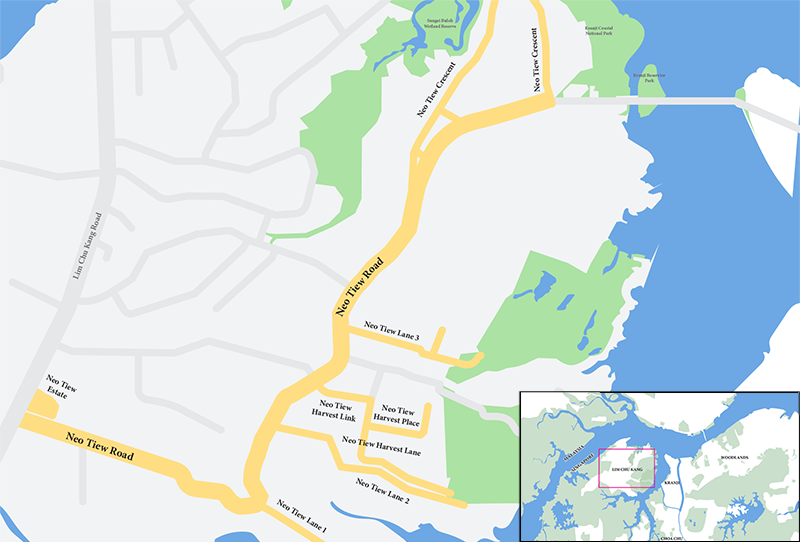 Sungei Buloh
Wetland Reserve
Kranji Coastal
National Park
Kranji Reservoir
Park
Neo Tiew Crescent
Neo Tiew Crescent
Lim Chu Kang Road
Neo Tiew Road
Neo Tiew Lane 3
Neo Tiew
Estate
Neo Tiew
Harvest Link
Neo Tiew
Harvest Place
Neo Tiew Road
Neo Tiew Harvest Lane
Neo Tiew Lane 2
Neo Tiew Lane 1
MALAYSIA
SINGAPORE
LIM CHU KANG
WOODLANDS
KRANJI
CHOA CHU